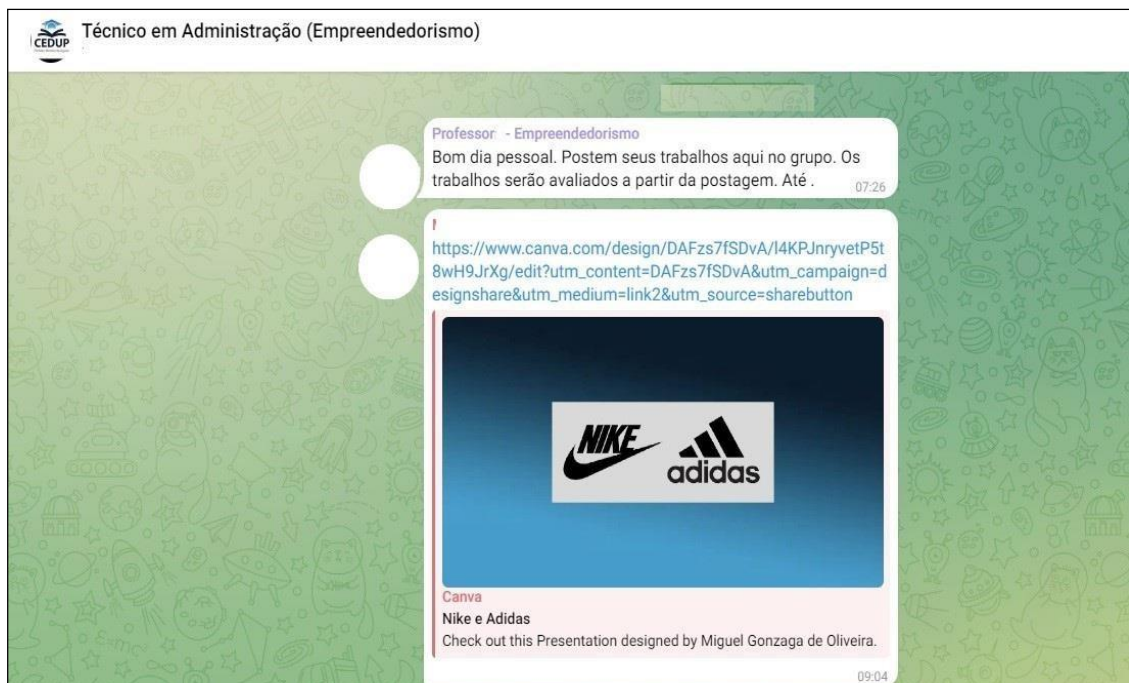 CEDUP
Técnico em Administração (Empreendedorismo)
Professor - Empreendedorismo
Bom dia pessoal. Postem seus trabalhos aqui no grupo. Os
trabalhos serão avaliados a partir da postagem. Até .
07:26
https://www.canva.com/design/DAFzs7fSDvA/l4KPJnryvetP5t
8wH9JrXg/edit?utm_content=DAFzs7fSDvA&utm_campaign=d
esignshare&utm_medium=link2&utm_source=sharebutton
NIKE
adidas
Canva
Nike e Adidas
Check out this Presentation designed by Miguel Gonzaga de Oliveira.
09:04